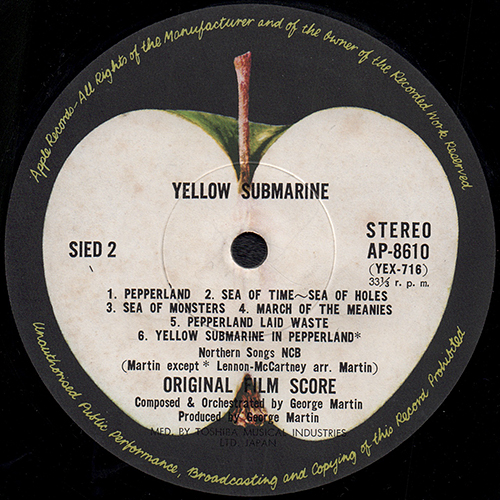 Apple Records-All Rights of the Manufacturer and of the Owner of the Recorded Work Reserved
YELLOW SUBMARINE
SIED 2
STEREO
AP-8610
(YEX-716)
33⅓ r. p. m.
1. PEPPERLAND 2. SEA OF TIME~SEA OF HOLES
3. SEA OF MONSTERS 4. MARCH OF THE MEANIES
5. PEPPERLAND LAID WASTE
6. YELLOW SUBMARINE IN PEPPERLAND*
Northern Songs NCB
(Martin except * Lennon-McCartney arr. Martin)
ORIGINAL FILM SCORE
Composed & Orchestrated by George Martin
Produced by George Martin
MFD. BY TOSHIBA MUSICAL INDUSTRIES
LTD. JAPAN
Unauthorised Public Performance, Broadcasting and Copying of this Record Prohibited